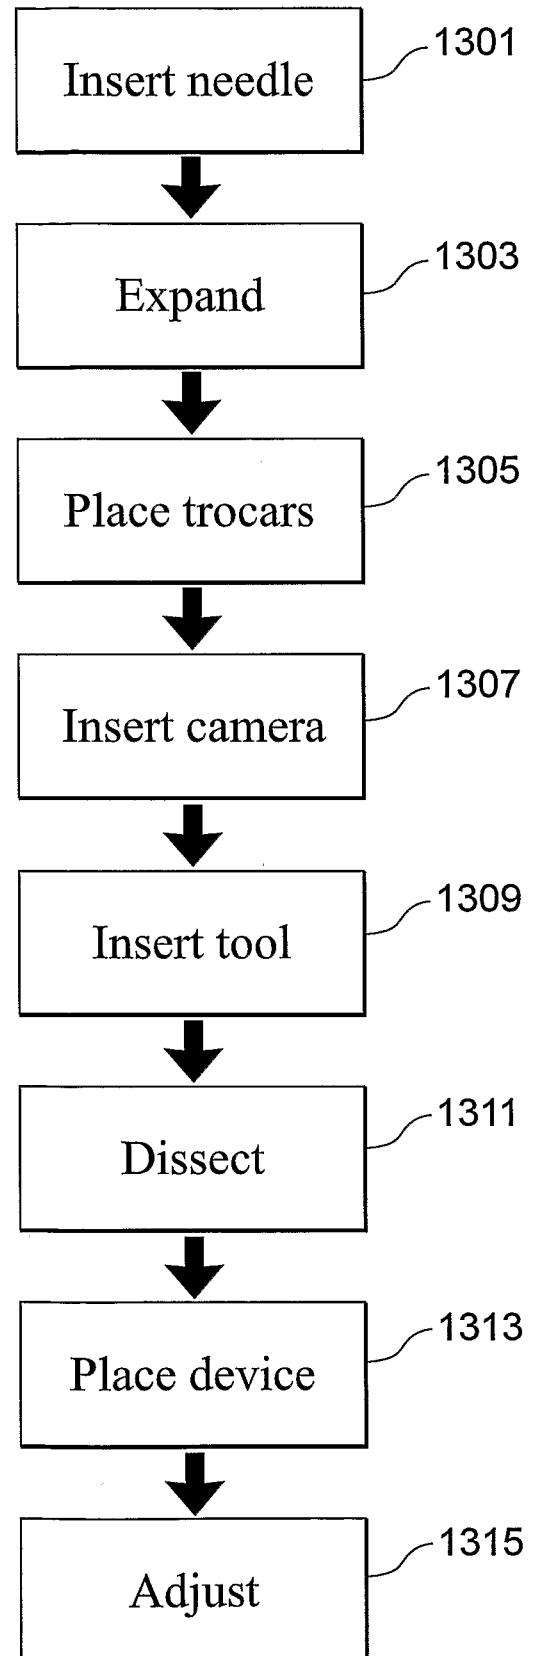 1301
Insert needle
1303
Expand
1305
Place trocars
1307
Insert camera
1309
Insert tool
1311
Dissect
1313
Place device
1315
Adjust